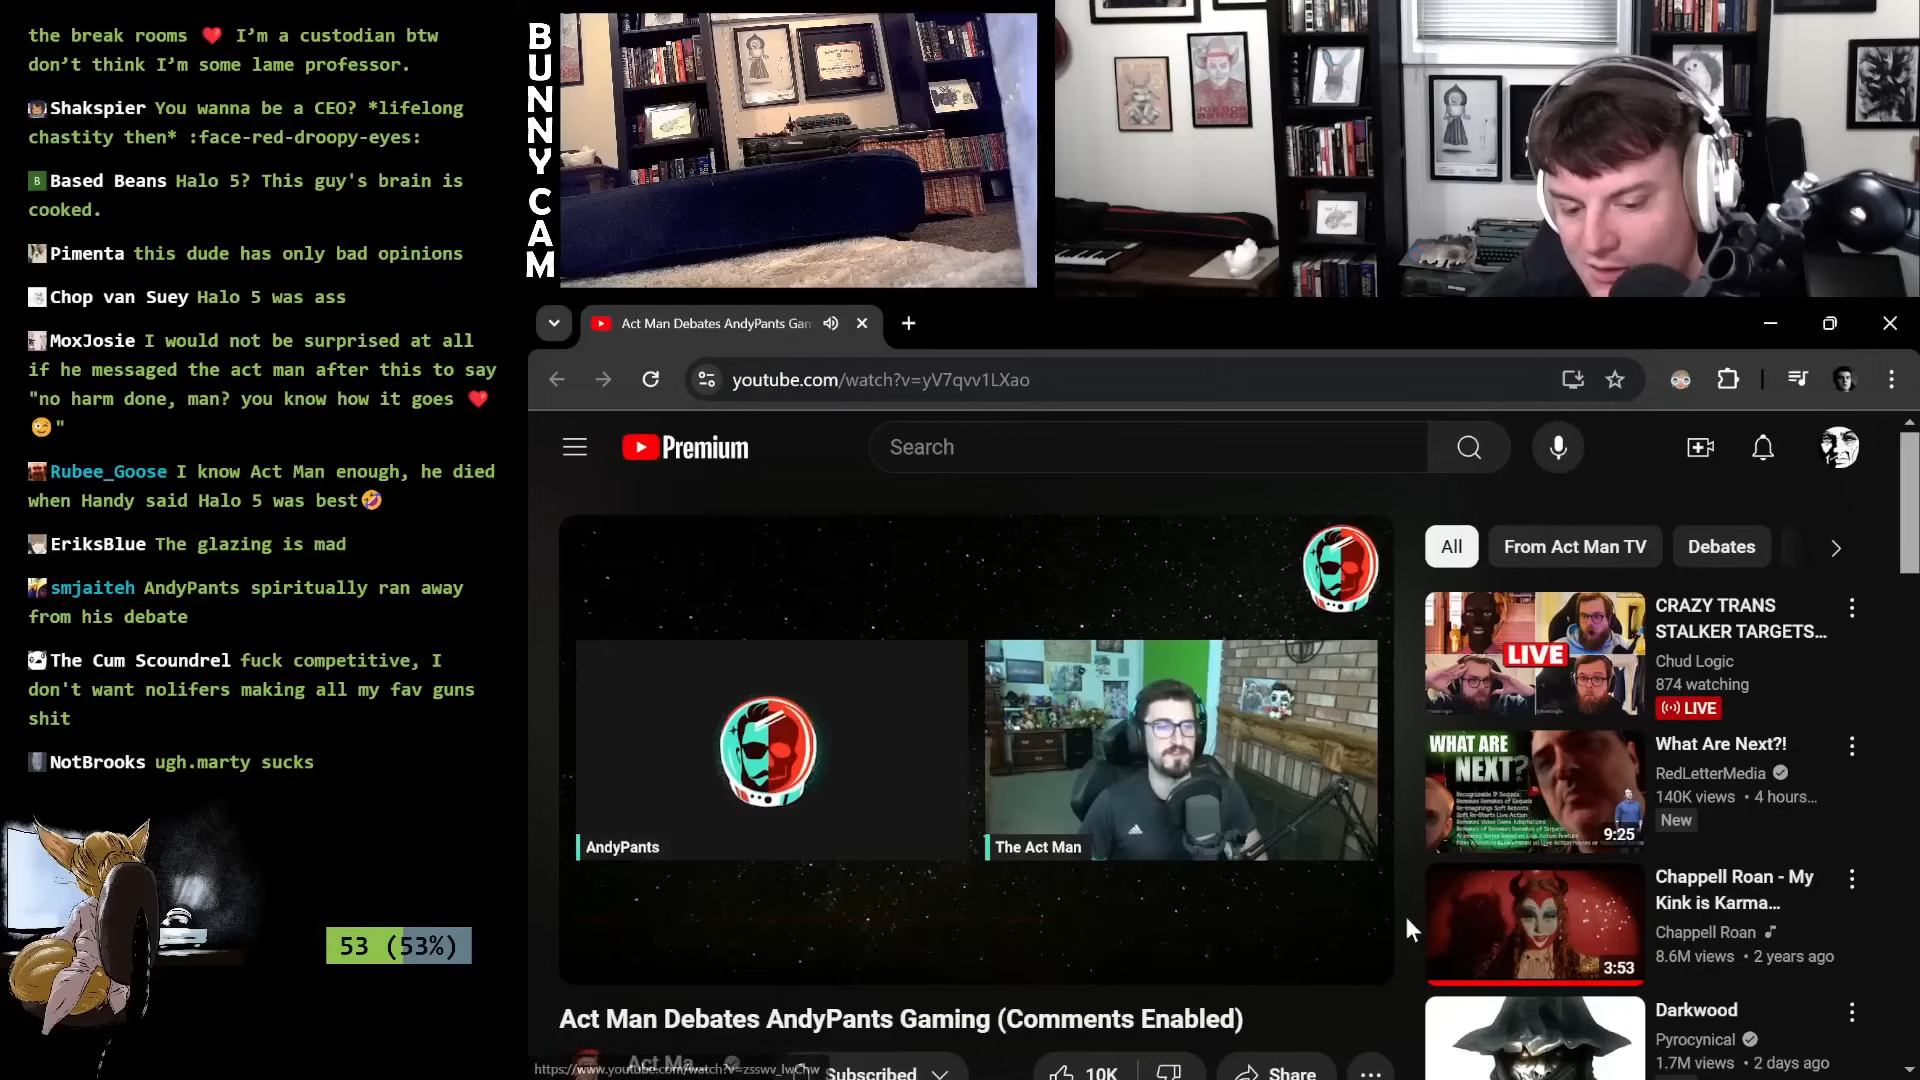 the break rooms ❤️ I’m a custodian btw
don’t think I’m some lame professor.
Shakspier You wanna be a CEO? *lifelong
chastity then* :face-red-droopy-eyes:
B Based Beans Halo 5? This guy's brain is
cooked.
Pimenta this dude has only bad opinions
Chop van Suey Halo 5 was ass
MoxJosie I would not be surprised at all
if he messaged the act man after this to say
"no harm done, man? you know how it goes ❤️
😉"
Rubee_Goose I know Act Man enough, he died
when Handy said Halo 5 was best🤣
EriksBlue The glazing is mad
smjaiteh AndyPants spiritually ran away
from his debate
The Cum Scoundrel fuck competitive, I
don't want nolifers making all my fav guns
shit
NotBrooks ugh.marty sucks
53 (53%)
BUNNY CAM
Act Man Debates AndyPants Gan
youtube.com/watch?v=yV7qvv1LXao
Premium
Search
AndyPants
The Act Man
Act Man Debates AndyPants Gaming (Comments Enabled)
Act Ma...
Subscribed
10K
Share
https://www.youtube.com/watch?v=zsswv_lwChw
All
From Act Man TV
Debates
LIVE
CRAZY TRANS
STALKER TARGETS...
Chud Logic
874 watching
LIVE
WHAT ARE
NEXT?
9:25
What Are Next?!
RedLetterMedia
140K views • 4 hours...
New
3:53
Chappell Roan - My
Kink is Karma...
Chappell Roan
8.6M views • 2 years ago
Darkwood
Pyrocynical
1.7M views • 2 days ago